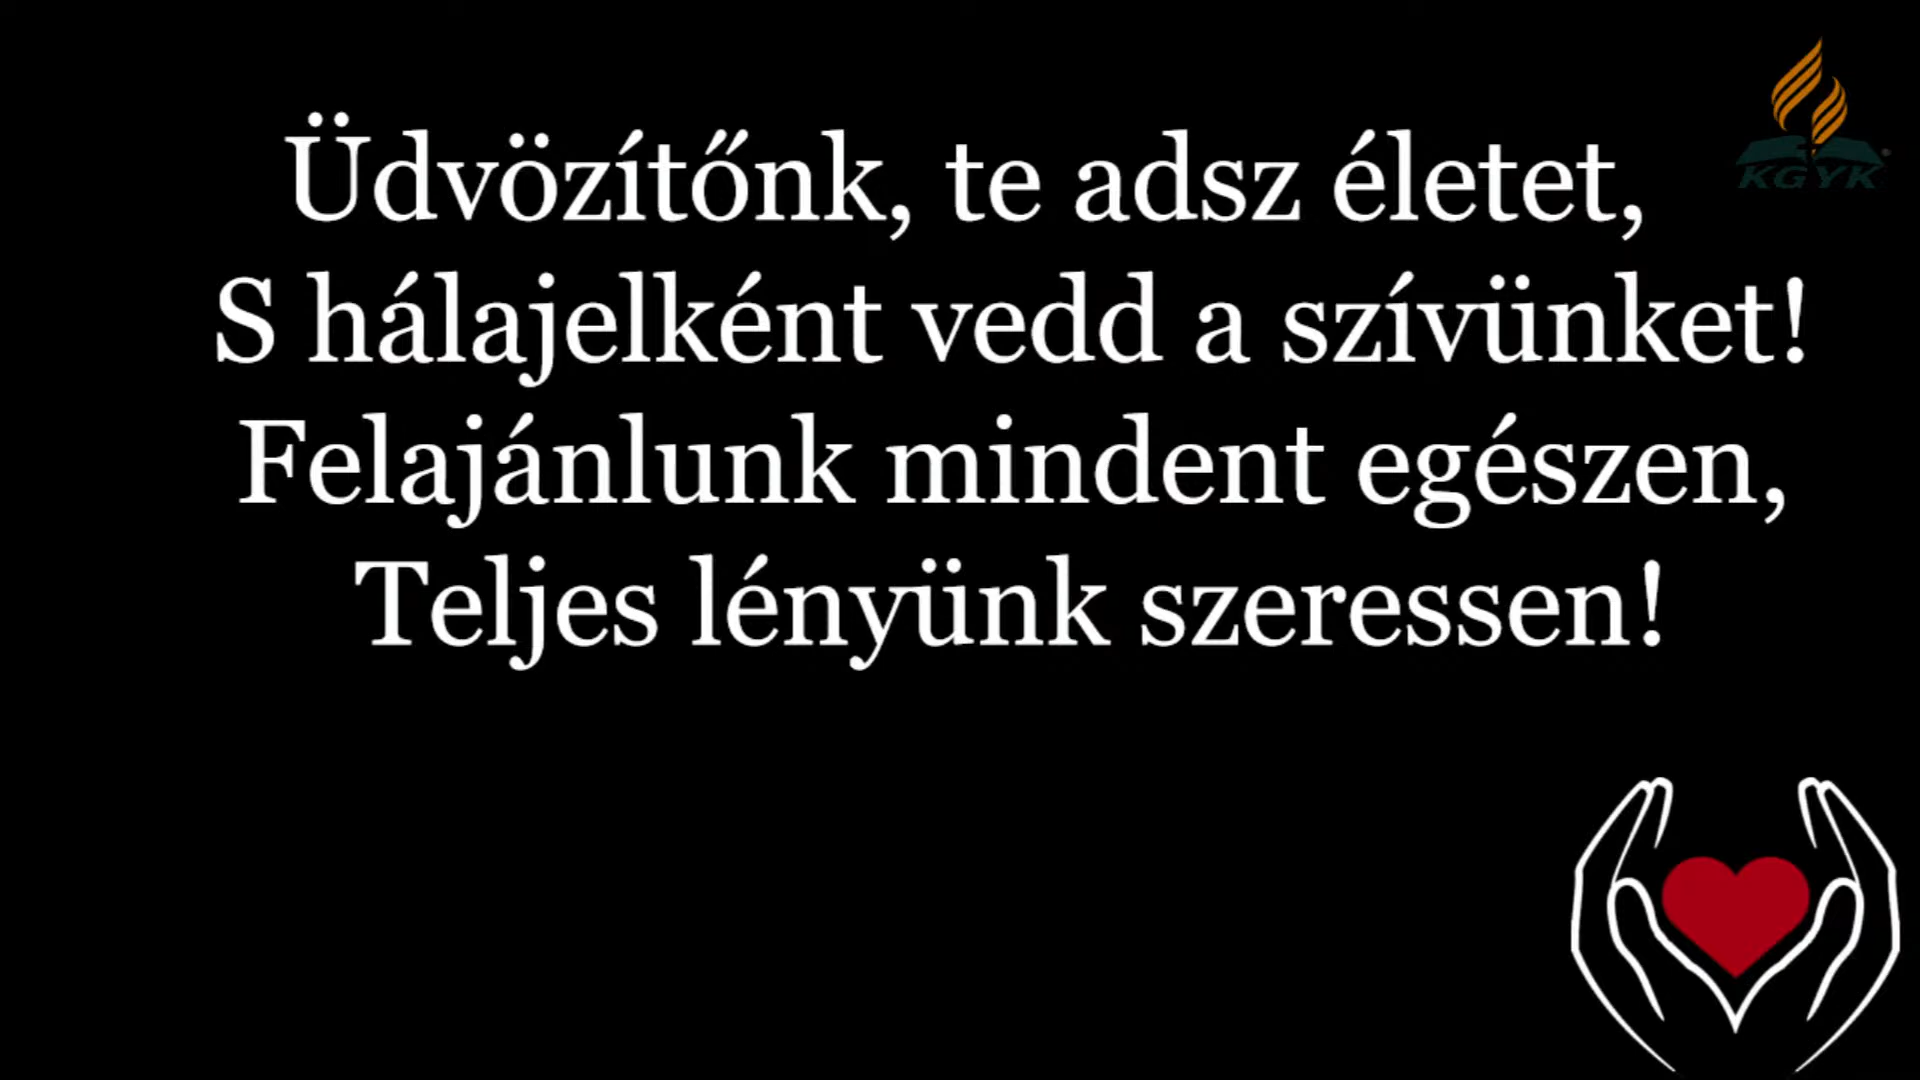 Üdvözítőnk, te adsz életet,
S hálajelként vedd a szívünket!
Felajánlunk mindent egészen,
Teljes lényünk szeressen!
KGYK